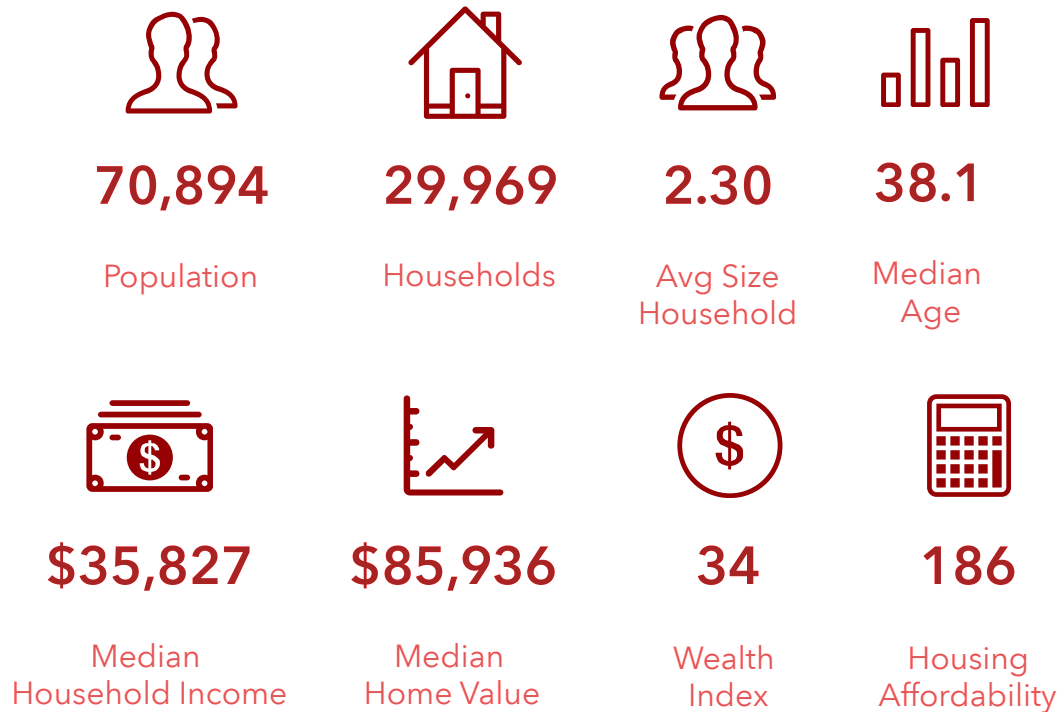 70,894
Population
29,969
Households
2.30
Avg Size
Household
38.1
Median
Age
$
$35,827
Median
Household Income
$85,936
Median
Home Value
$
34
Wealth
Index
186
Housing
Affordability